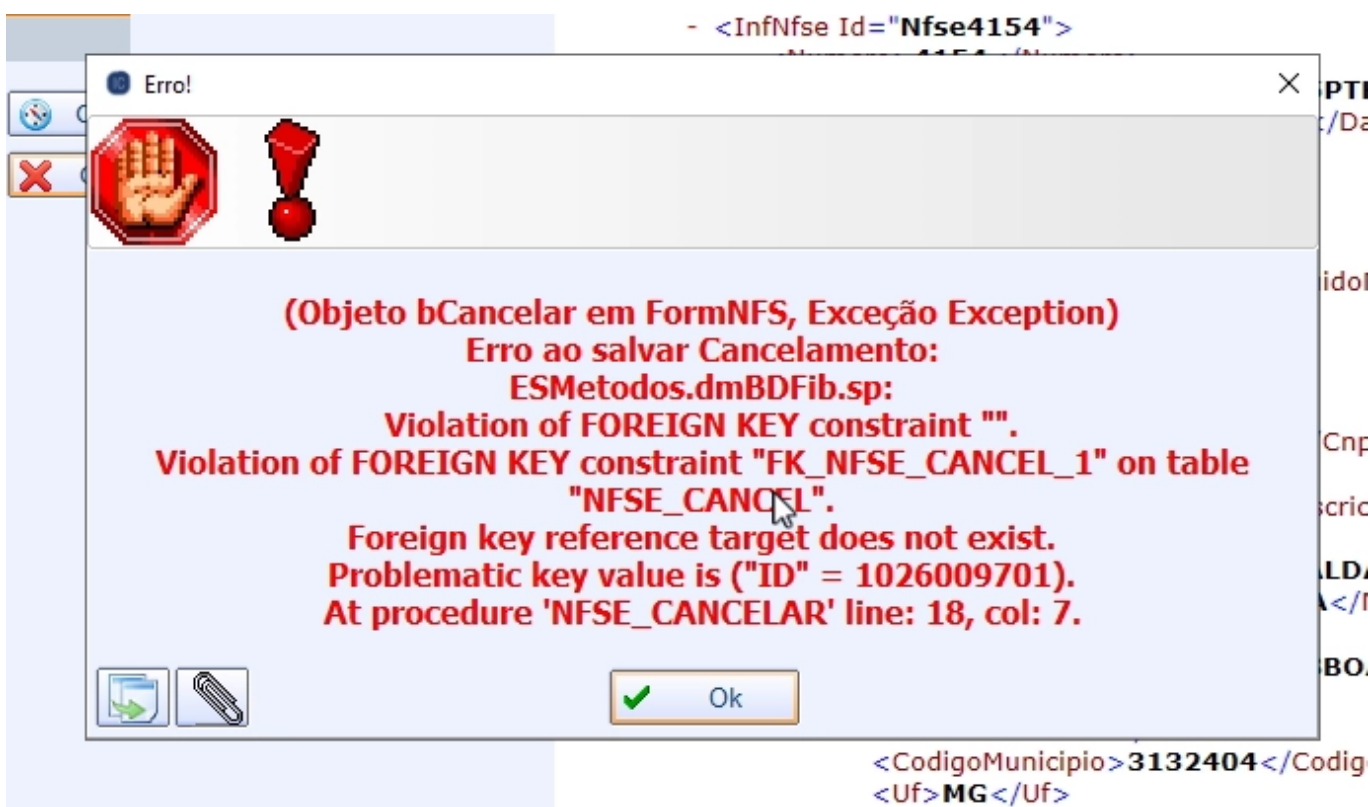 - <InfNfse Id="Nfse4154">
Erro!
(Objeto bCancelar em FormNFS, Exceção Exception)
Erro ao salvar Cancelamento:
ESMetodos.dmBDFib.sp:
Violation of FOREIGN KEY constraint "".
Violation of FOREIGN KEY constraint "FK_NFSE_CANCEL_1" on table
"NFSE_CANCEL".
Foreign key reference target does not exist.
Problematic key value is ("ID" = 1026009701).
At procedure 'NFSE_CANCELAR' line: 18, col: 7.
Ok
<CodigoMunicipio>3132404</Codig
<Uf>MG</Uf>